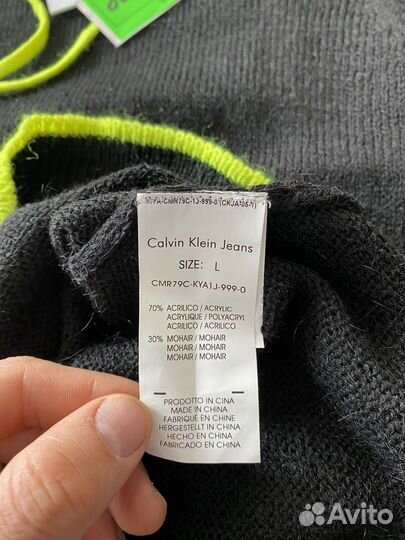 Calvin Klein Jeans
SIZE: L
CMR79C-KYA1J-999-0
70% ACRILICO / ACRYLIC
ACRYLIQUE / POLYACRYL
ACRILICO / ACRILICO
30% MOHAIR / MOHAIR
MOHAIR / MOHAIR
MOHAIR / MOHAIR
PRODOTTO IN CINA
MADE IN CHINA
FABRIQUE EN CHINE
HERGESTELLT IN CHINA
HECHO EN CHINA
FABRICADO EN CHINA
Avito